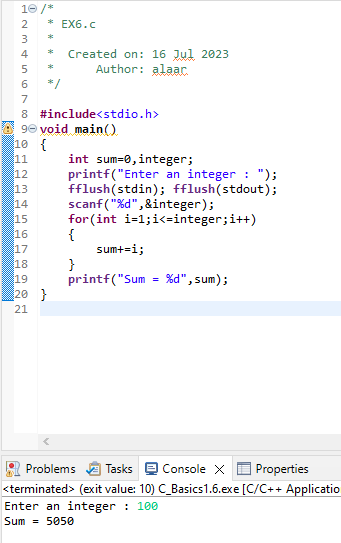 1 /*
2 * EX6.c
3 *
4 * Created on: 16 Jul 2023
5 * Author: alaar
6 */
7
8 #include<stdio.h>
9 void main()
10 {
11 int sum=0,integer;
12 printf("Enter an integer : ");
13 fflush(stdin); fflush(stdout);
14 scanf("%d",&integer);
15 for(int i=1;i<=integer;i++)
16 {
17 sum+=i;
18 }
19 printf("Sum = %d",sum);
20 }
21
Problems Tasks Console Properties
<terminated> (exit value: 10) C_Basics1.6.exe [C/C++ Application
Enter an integer : 100
Sum = 5050